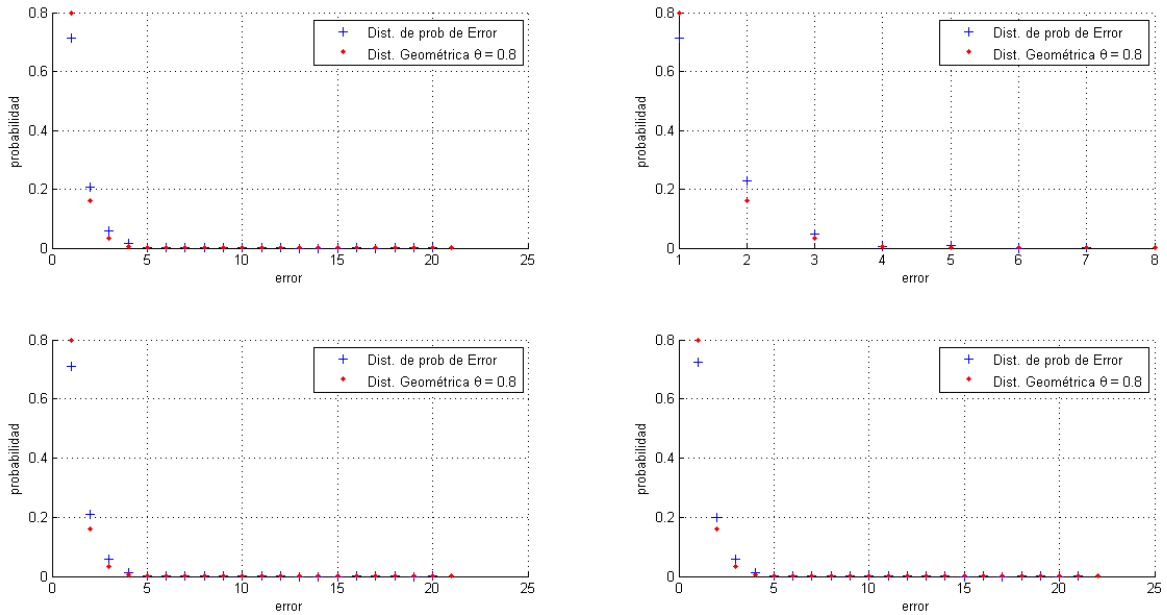 0.8
0.6
0.4
0.2
0
probabilidad
0 5 10 15 20 25
error
Dist. de prob de Error
Dist. Geométrica θ = 0.8
0.8
0.6
0.4
0.2
0
probabilidad
1 2 3 4 5 6 7 8
error
Dist. de prob de Error
Dist. Geométrica θ = 0.8
0.8
0.6
0.4
0.2
0
probabilidad
0 5 10 15 20 25
error
Dist. de prob de Error
Dist. Geométrica θ = 0.8
0.8
0.6
0.4
0.2
0
probabilidad
0 5 10 15 20 25
error
Dist. de prob de Error
Dist. Geométrica θ = 0.8